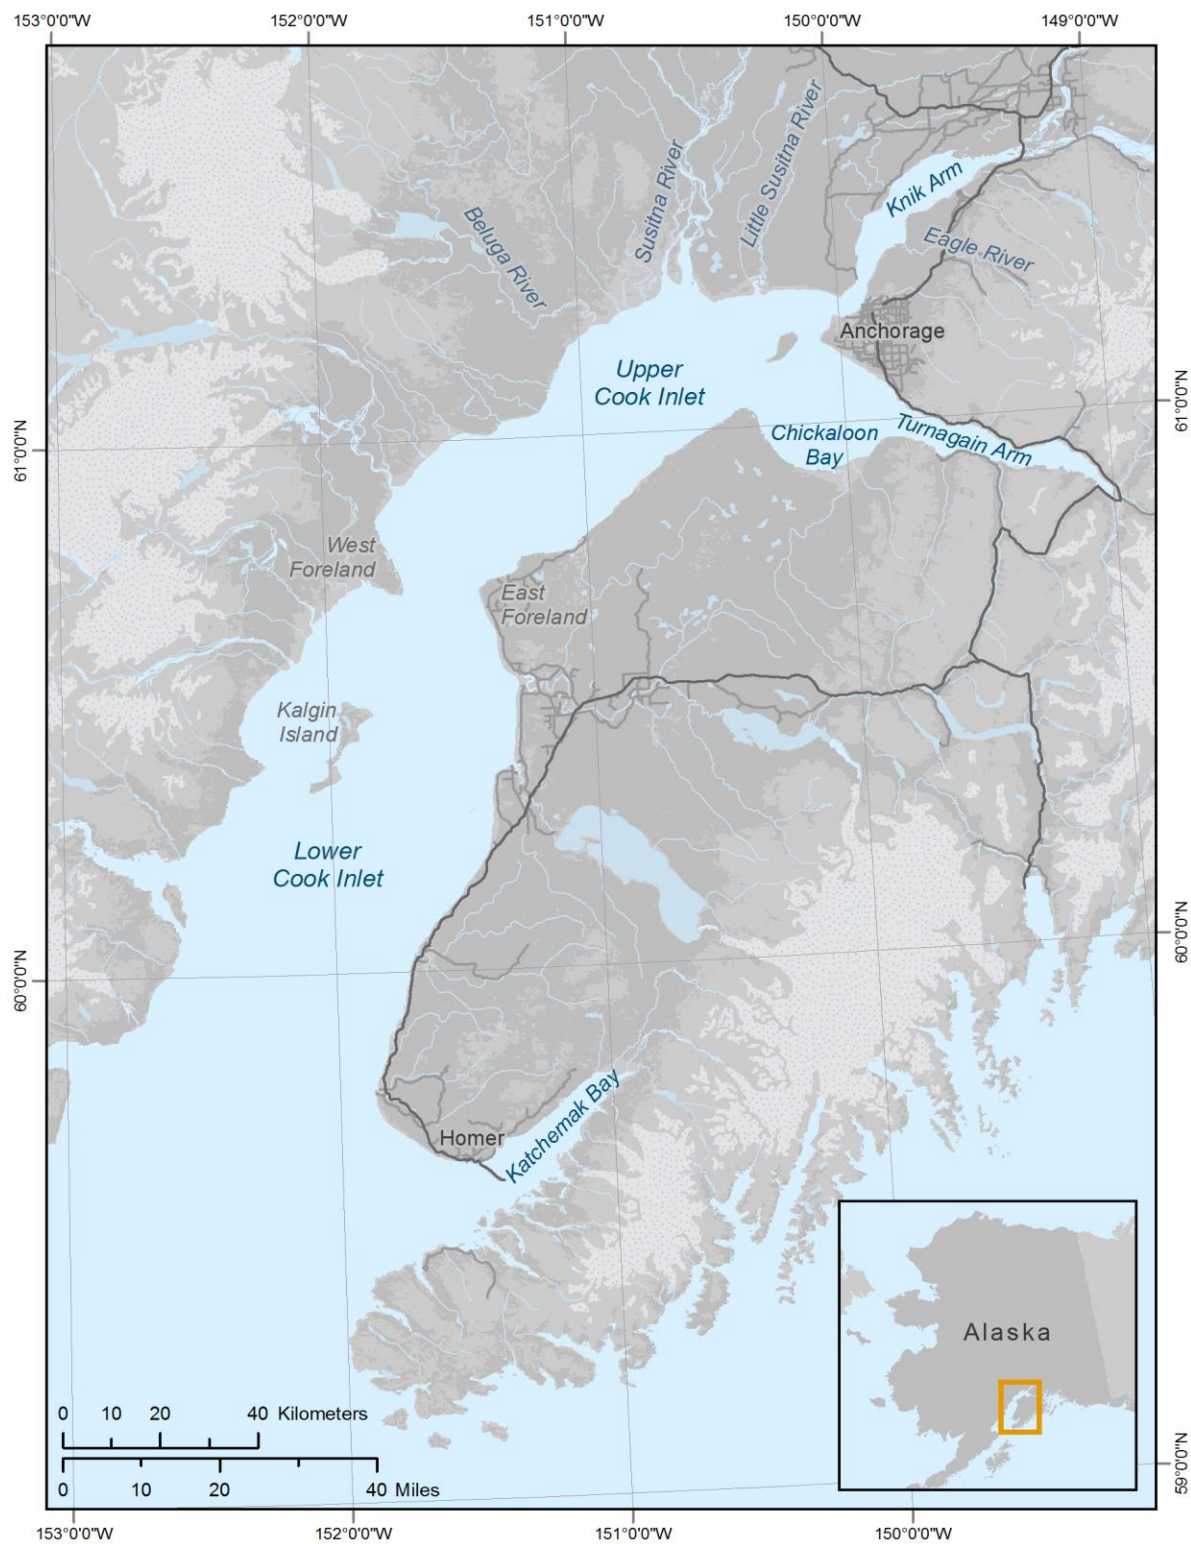 153°0'0"W 152°0'0"W 151°0'0"W 150°0'0"W 149°0'0"W
Susitna River
Little Susitna River
Knik Arm
Beluga River
Eagle River
Anchorage
Upper
Cook Inlet
61°0'0"N
61°0'0"N
Chickaloon
Bay
Turnagain Arm
West
Foreland
East
Foreland
Kalgin
Island
Lower
Cook Inlet
60°0'0"N
60°0'0"N
Homer
Katchemak Bay
Alaska
0 10 20 40 Kilometers
0 10 20 40 Miles
59°0'0"N
153°0'0"W 152°0'0"W 151°0'0"W 150°0'0"W